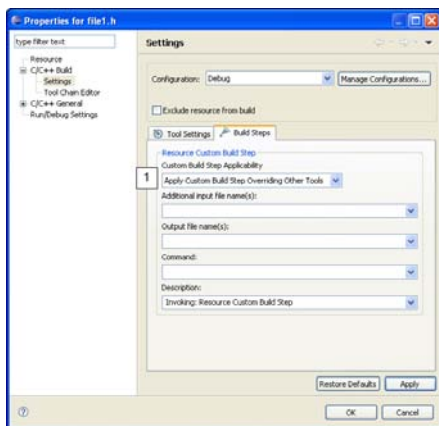 Properties for file1.h
type filter text
Settings
Resource
C/C++ Build
Settings
Tool Chain Editor
C/C++ General
Run/Debug Settings
Configuration: Debug
Manage Configurations...
Exclude resource from build
Tool Settings
Build Steps
Resource Custom Build Step
Custom Build Step Applicability
1
Apply Custom Build Step Overriding Other Tools
Additional input file name(s):
Output file name(s):
Command:
Description:
Invoking: Resource Custom Build Step
Restore Defaults
Apply
?
OK
Cancel